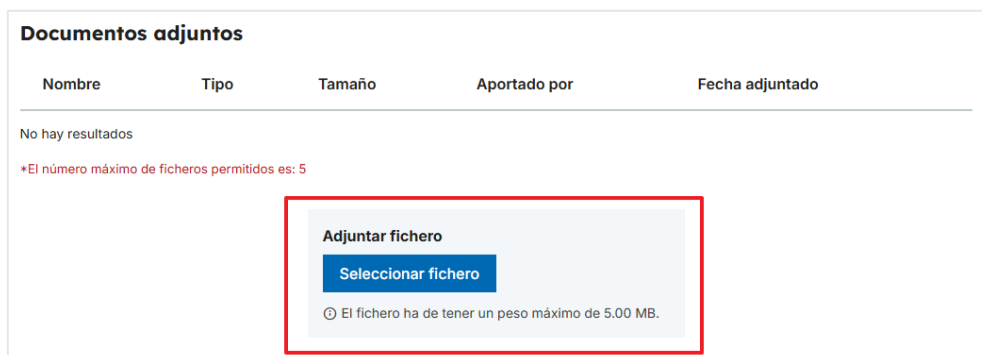 Documentos adjuntos
Nombre Tipo Tamaño Aportado por Fecha adjuntado
No hay resultados
*El número máximo de ficheros permitidos es: 5
Adjuntar fichero
Seleccionar fichero
El fichero ha de tener un peso máximo de 5.00 MB.